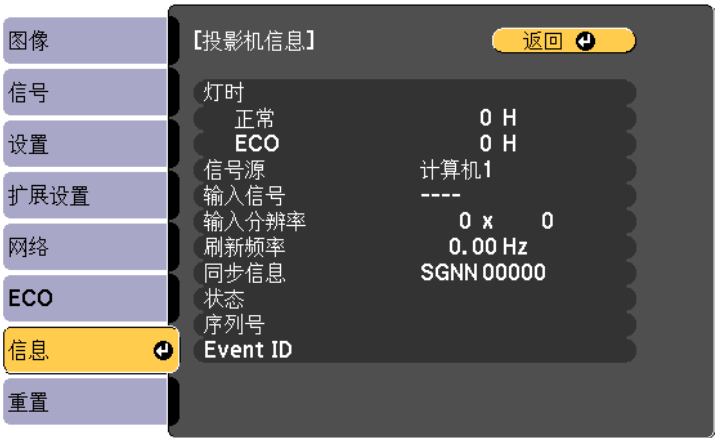 图像
信号
设置
扩展设置
网络
ECO
信息
重置
[投影机信息]
返回
灯时
正常 0 H
ECO 0 H
信号源 计算机1
输入信号 ----
输入分辨率 0 x 0
刷新频率 0.00 Hz
同步信息 SGNN 00000
状态
序列号
Event ID